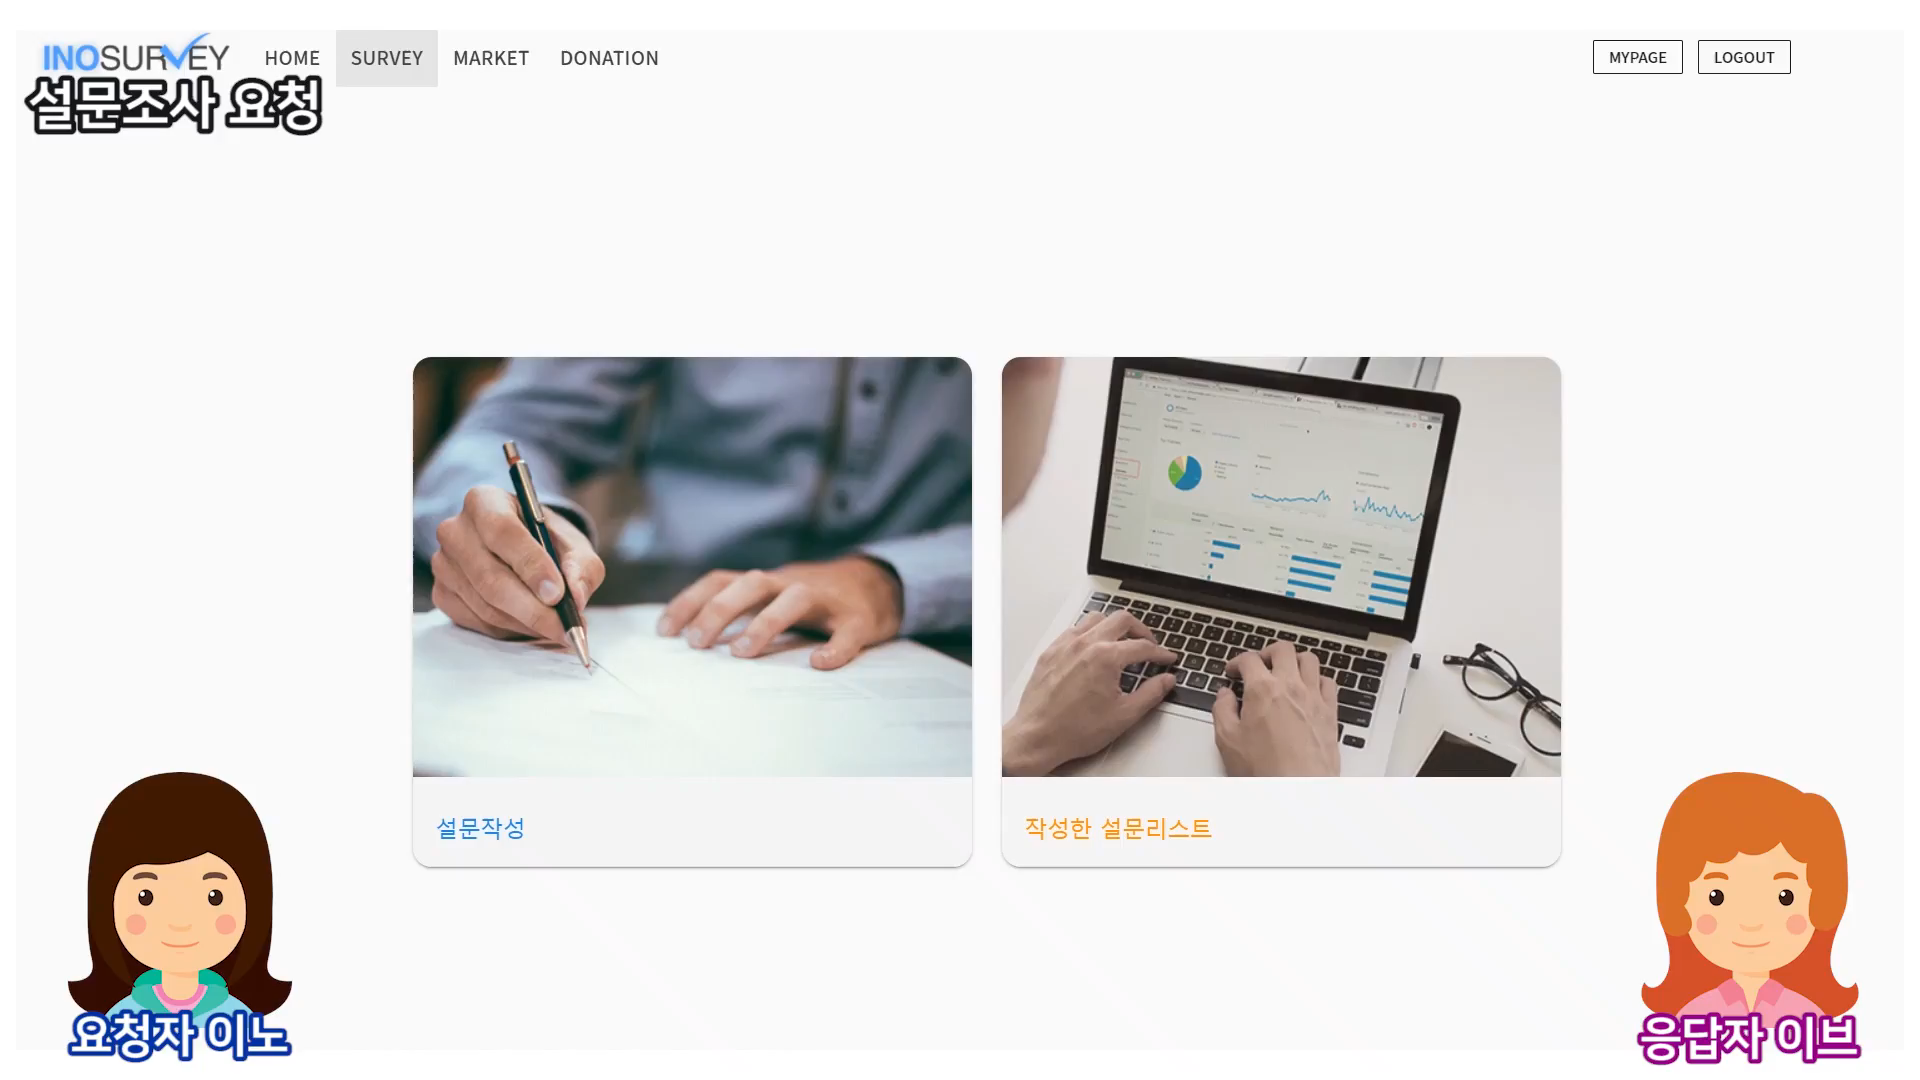 INOSURVEY
HOME
SURVEY
MARKET
DONATION
MYPAGE
LOGOUT
설문조사 요청
설문작성
작성한 설문리스트
요청자 이노
응답자 이브